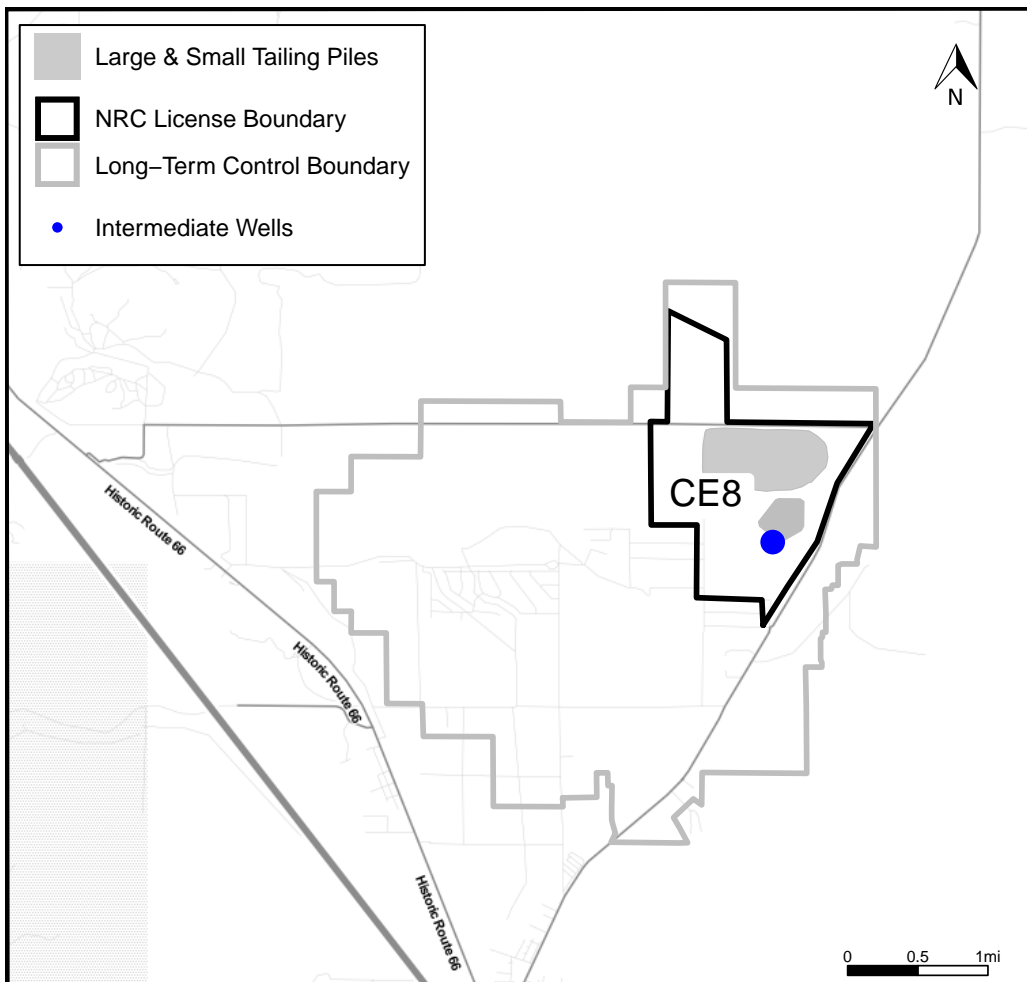 Large & Small Tailing Piles
NRC License Boundary
Long−Term Control Boundary
Intermediate Wells
N
CE8
Historic Route 66
Historic Route 66
Historic Route 66
0 0.5 1mi